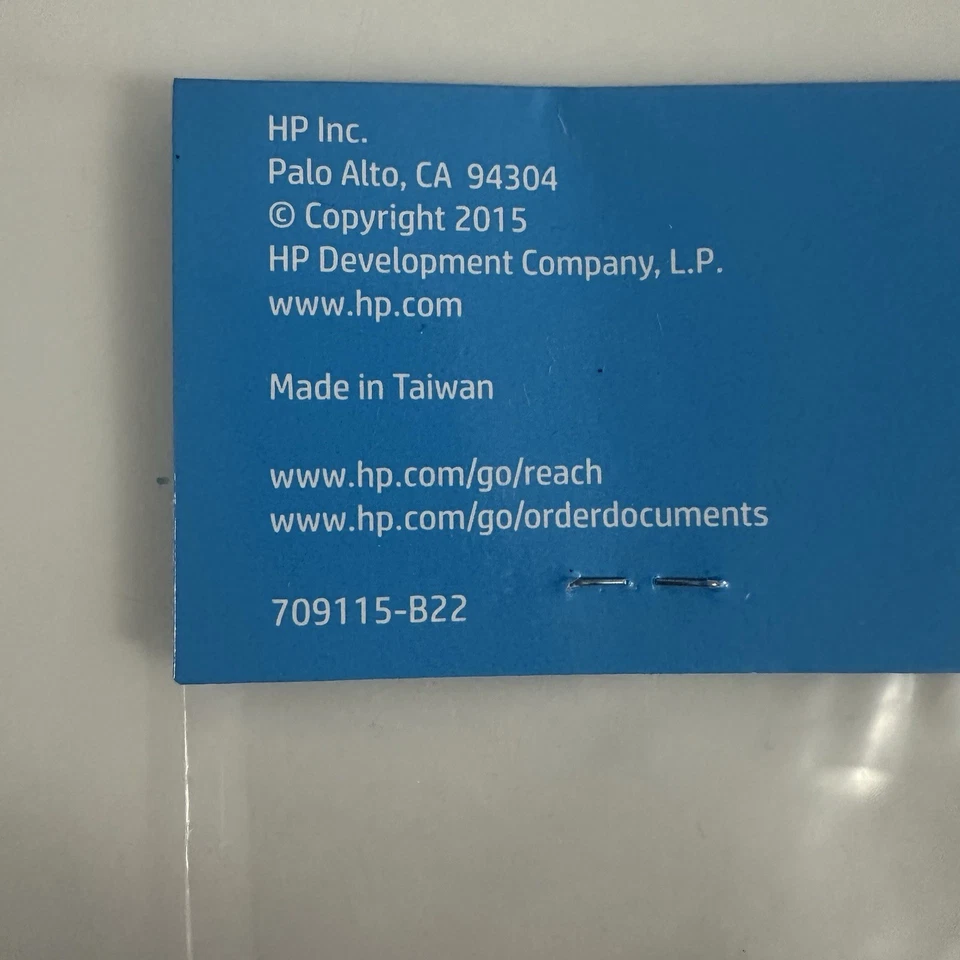 HP Inc.
Palo Alto, CA 94304
© Copyright 2015
HP Development Company, L.P.
www.hp.com
Made in Taiwan
www.hp.com/go/reach
www.hp.com/go/orderdocuments
709115-B22